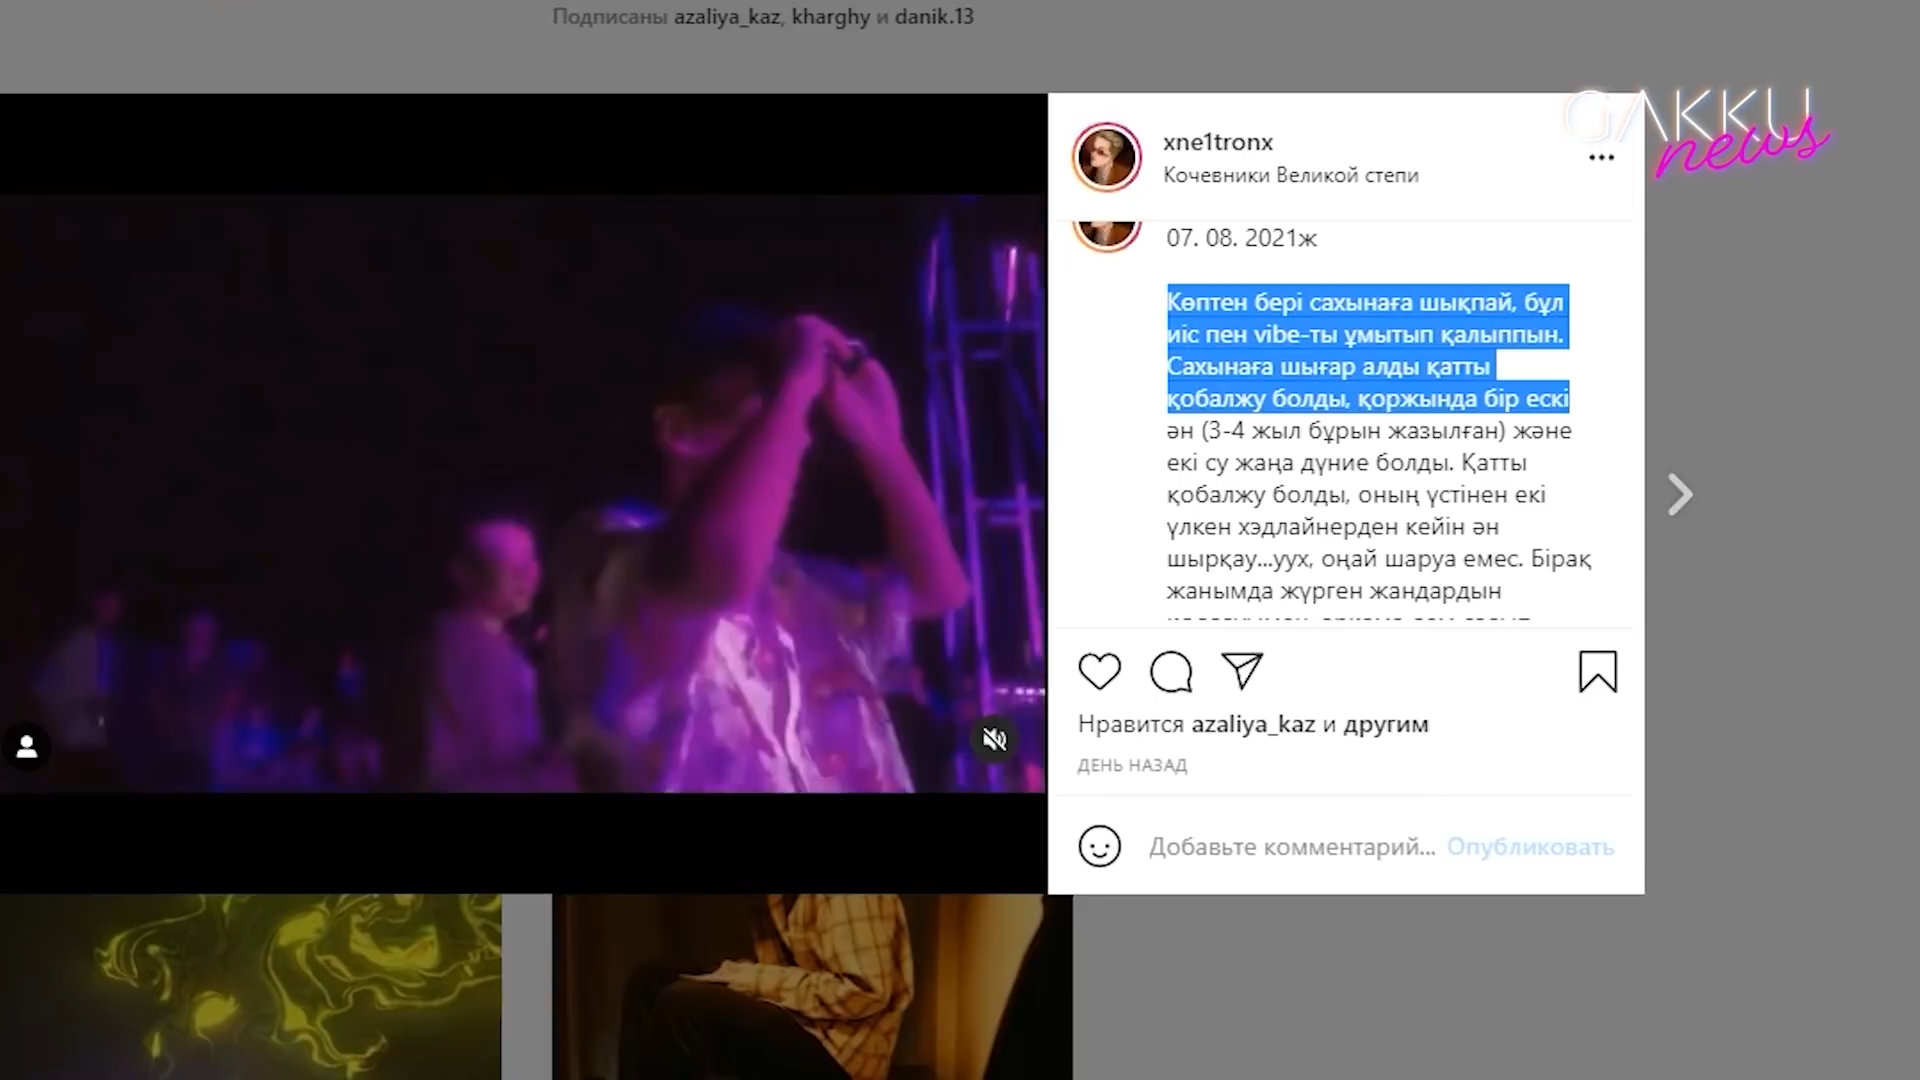 Подписаны azaliya_kaz, kharghy и danik.13
GAKKU
news
xne1tronx
Кочевники Великой степи
07. 08. 2021ж
Көптен бері сахынаға шықпай, бұл
иіс пен vibe-ты ұмытып қалыппын.
Сахынаға шығар алды қатты
қобалжу болды, қоржында бір ескі
ән (3-4 жыл бұрын жазылған) және
екі су жаңа дүние болды. Қатты
қобалжу болды, оның үстінен екі
үлкен хэдлайнерден кейін ән
шырқау...уух, оңай шаруа емес. Бірақ
жанымда жүрген жандардын
Нравится azaliya_kaz и другим
ДЕНЬ НАЗАД
Добавьте комментарий... Опубликовать